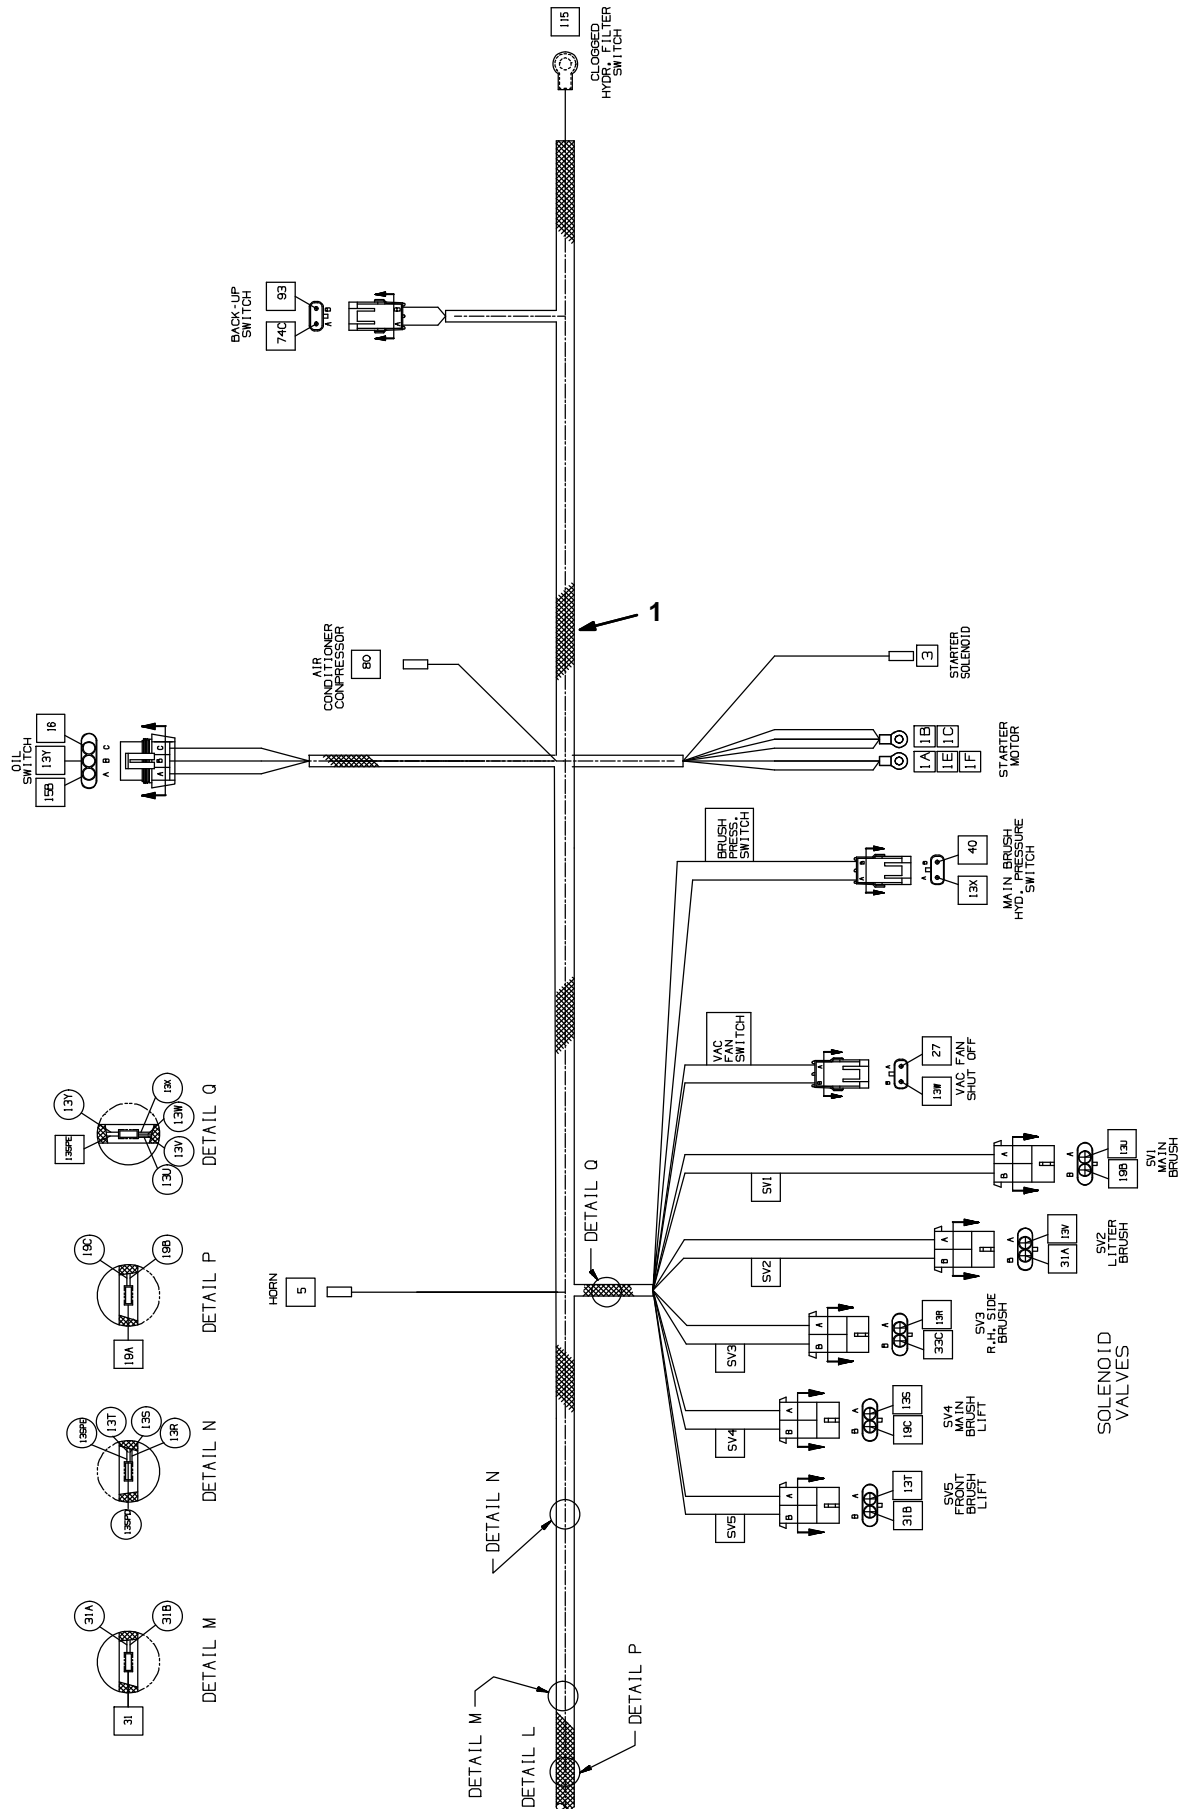 115
CLOGGED
HYDR. FILTER
SWITCH
BACK-UP
SWITCH
74C
93
A
B
A
B
1
AIR
CONDITIONER
CONPRESSOR
80
OIL
SWITCH
15B
13Y
16
A B C
A B C
3
STARTER
SOLENOID
1B
1C
1A
1E
1F
STARTER
MOTOR
BRUSH
PRESS.
SWITCH
A
B
A
B
13X
40
MAIN BRUSH
HYD. PRESSURE
SWITCH
VAC
FAN
SWITCH
B
A
B
A
13W
27
VAC FAN
SHUT OFF
SV1
B
A
B
A
19B
13U
SV1
MAIN
BRUSH
SV2
B
A
B
A
31A
13V
SV2
LITTER
BRUSH
SV3
B
A
B
A
33C
13R
SV3
R.H. SIDE
BRUSH
SV4
B
A
B
A
19C
13S
SV4
MAIN
BRUSH
LIFT
SV5
B
A
B
A
31B
13T
SV5
FRONT
BRUSH
LIFT
SOLENOID
VALVES
HORN
5
DETAIL Q
DETAIL N
DETAIL M
DETAIL L
DETAIL P
13SPE
13Y
13X
13W
13V
13U
DETAIL Q
19C
19B
19A
DETAIL P
13SPE
13T
13S
13R
13SPD
DETAIL N
31A
31B
31
DETAIL M